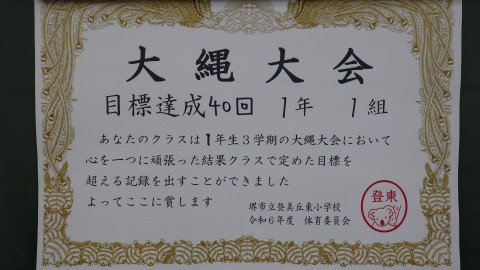 大縄大会
目標達成40回 1年 1組
あなたのクラスは1年生3学期の大縄大会において
心を一つに頑張った結果クラスで定めた目標を
超える記録を出すことができました
よってここに賞します
堺市立登美丘東小学校
令和6年度 体育委員会
登東